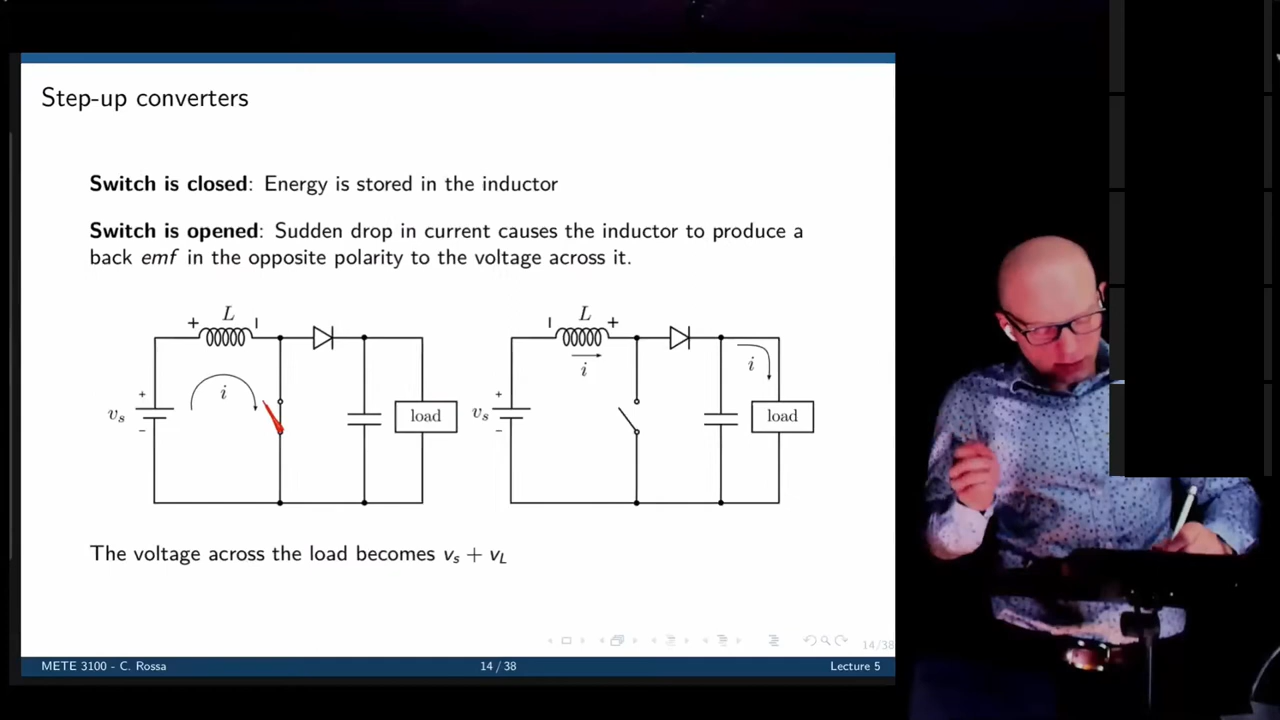 Step-up converters
Switch is closed: Energy is stored in the inductor
Switch is opened: Sudden drop in current causes the inductor to produce a
back emf in the opposite polarity to the voltage across it.
+ L −
i
+
vs
−
load
− L +
i
i
+
vs
−
load
The voltage across the load becomes vs + vL
14/38
METE 3100 - C. Rossa
14 / 38
Lecture 5